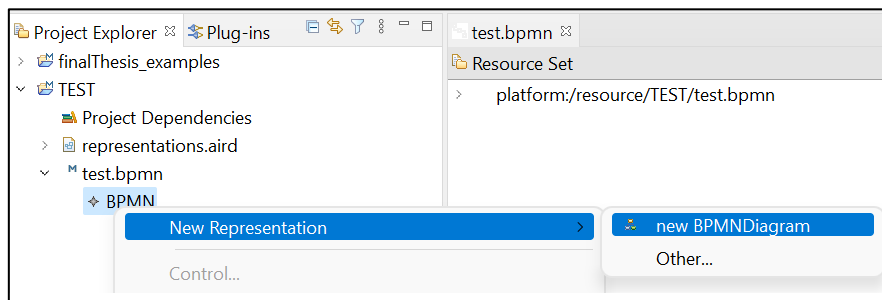 Project Explorer
Plug-ins
finalThesis_examples
TEST
Project Dependencies
representations.aird
test.bpmn
BPMN
test.bpmn
Resource Set
platform:/resource/TEST/test.bpmn
New Representation
Control...
new BPMNDiagram
Other...